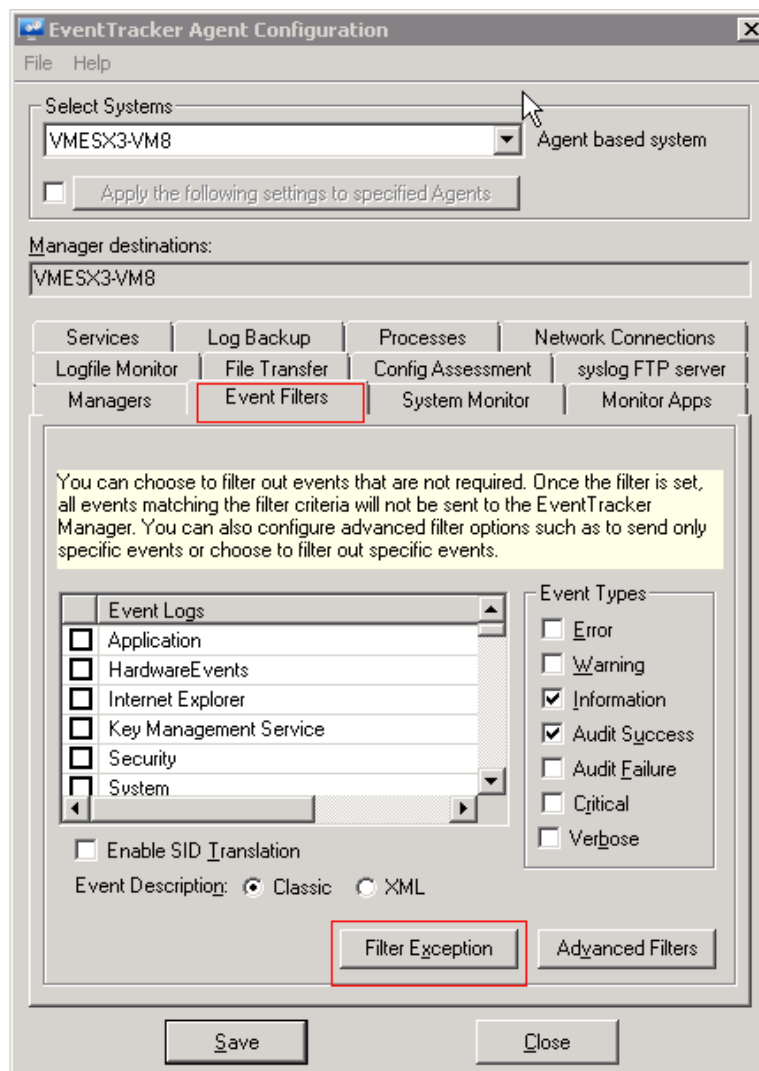 EventTracker Agent Configuration
File Help
Select Systems
VMESX3-VM8
Agent based system
Apply the following settings to specified Agents
Manager destinations:
VMESX3-VM8
Services Log Backup Processes Network Connections
Logfile Monitor File Transfer Config Assessment syslog FTP server
Managers Event Filters System Monitor Monitor Apps
You can choose to filter out events that are not required. Once the filter is set,
all events matching the filter criteria will not be sent to the EventTracker
Manager. You can also configure advanced filter options such as to send only
specific events or choose to filter out specific events.
Event Logs
Application
HardwareEvents
Internet Explorer
Key Management Service
Security
System
Event Types
Error
Warning
Information
Audit Success
Audit Failure
Critical
Verbose
Enable SID Translation
Event Description: Classic XML
Filter Exception Advanced Filters
Save Close